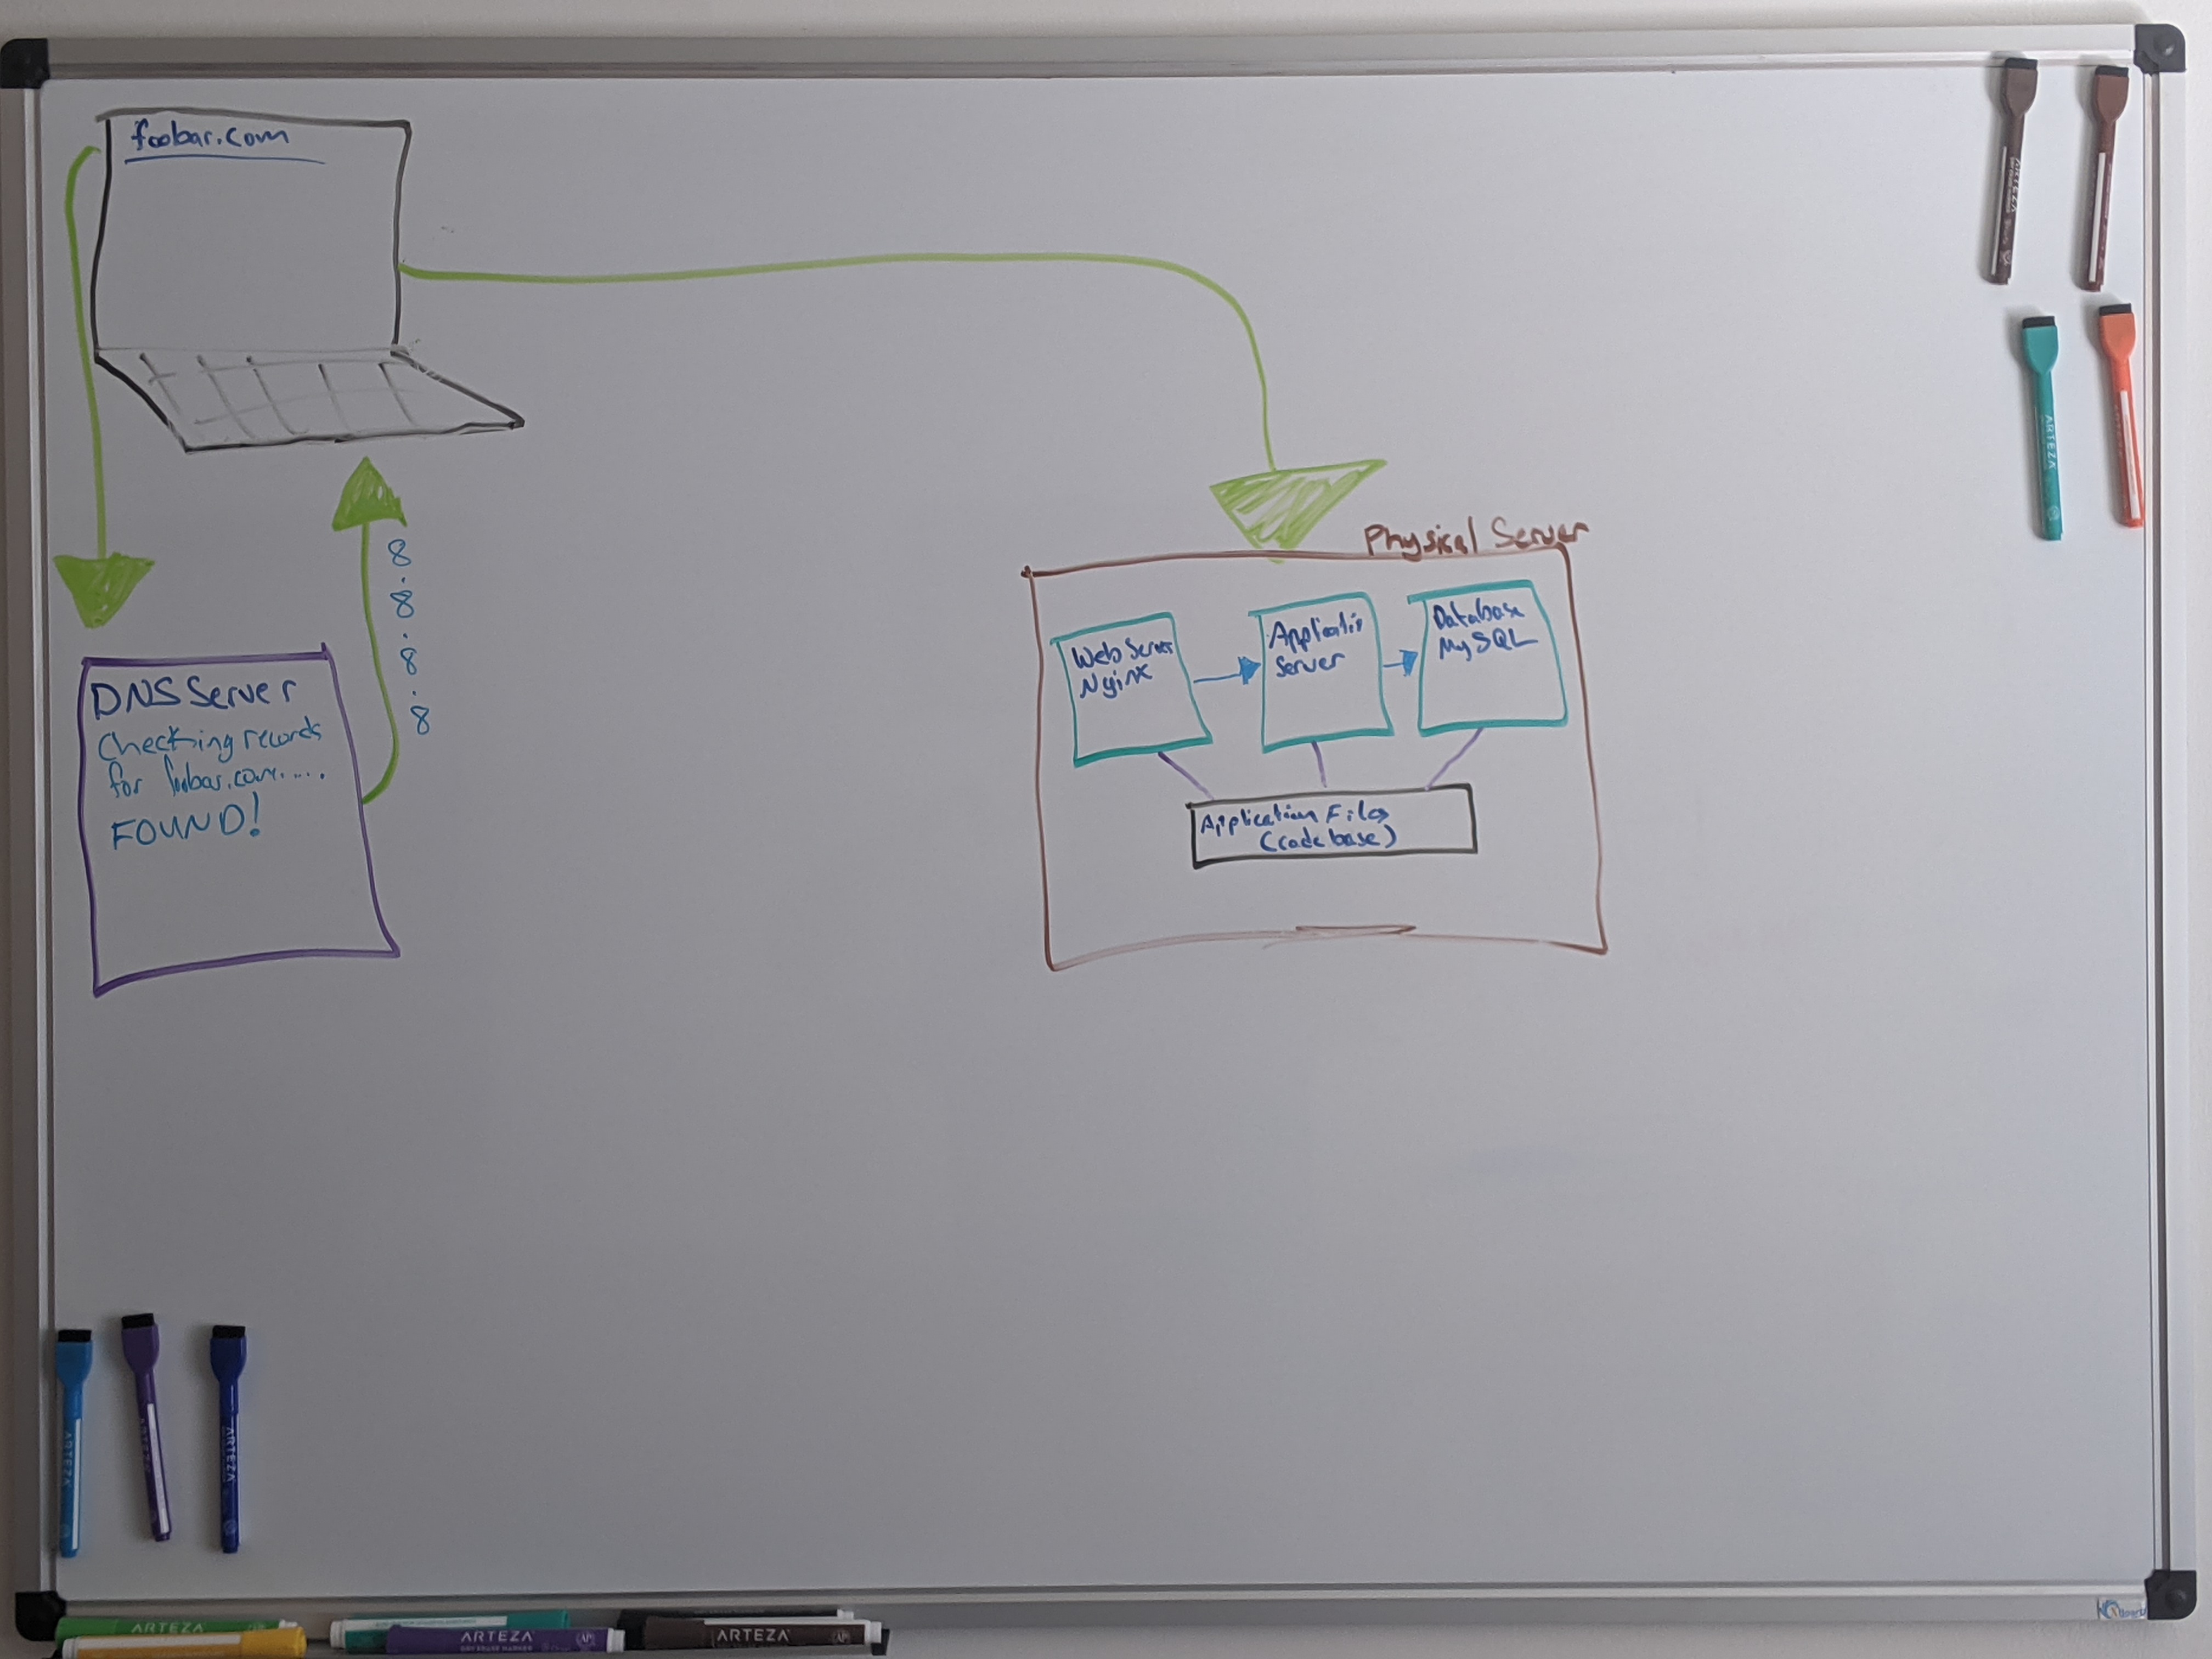 foobar.com
8.8.8.8
DNS Server
Checking records
for foobar.com.....
FOUND!
Physical Server
Web Server
Nginx
Applicatio
Server
Database
MySQL
Application Files
(codebase)
ARTEZA
ARTEZA
ARTEZA
ARTEZA
ARTEZA
ARTEZA
ARTEZA
ARTEZA
ARTEZA